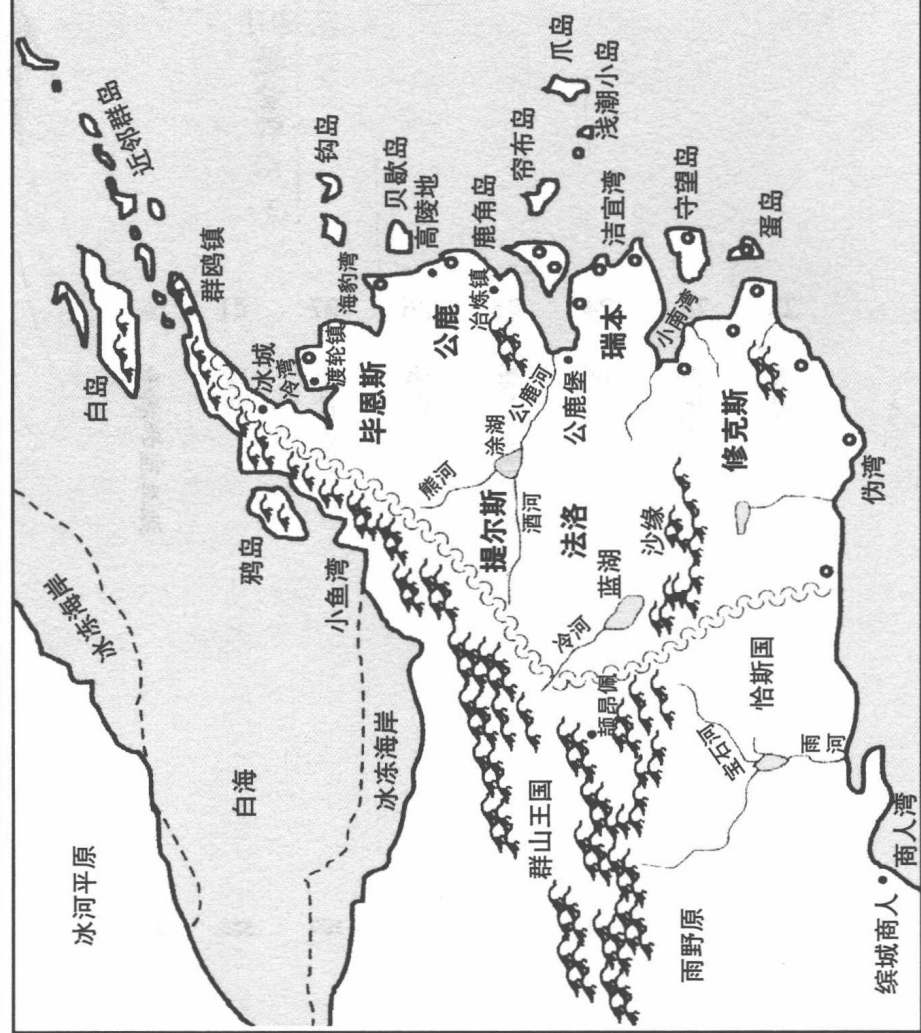 冰河平原
冰冻海岸
白岛
近邻群岛
群鸥镇
白海
鸦岛
冰城
冷湾
钩岛
小鱼湾
渡轮镇
海豹湾
毕恩斯
冰冻海岸
贝歇岛
高陵地
熊河
公鹿
冶炼镇
鹿角岛
提尔斯
涂湖
酒河
公鹿河
帘布岛
群山王国
爪岛
冷河
法洛
公鹿堡
颉昂佩
蓝湖
瑞本
洁宜湾
浅潮小岛
沙缘
小南湾
守望岛
雨野原
宝石河
修克斯
恰斯国
蛋岛
雨河
伪湾
缤城商人
商人湾